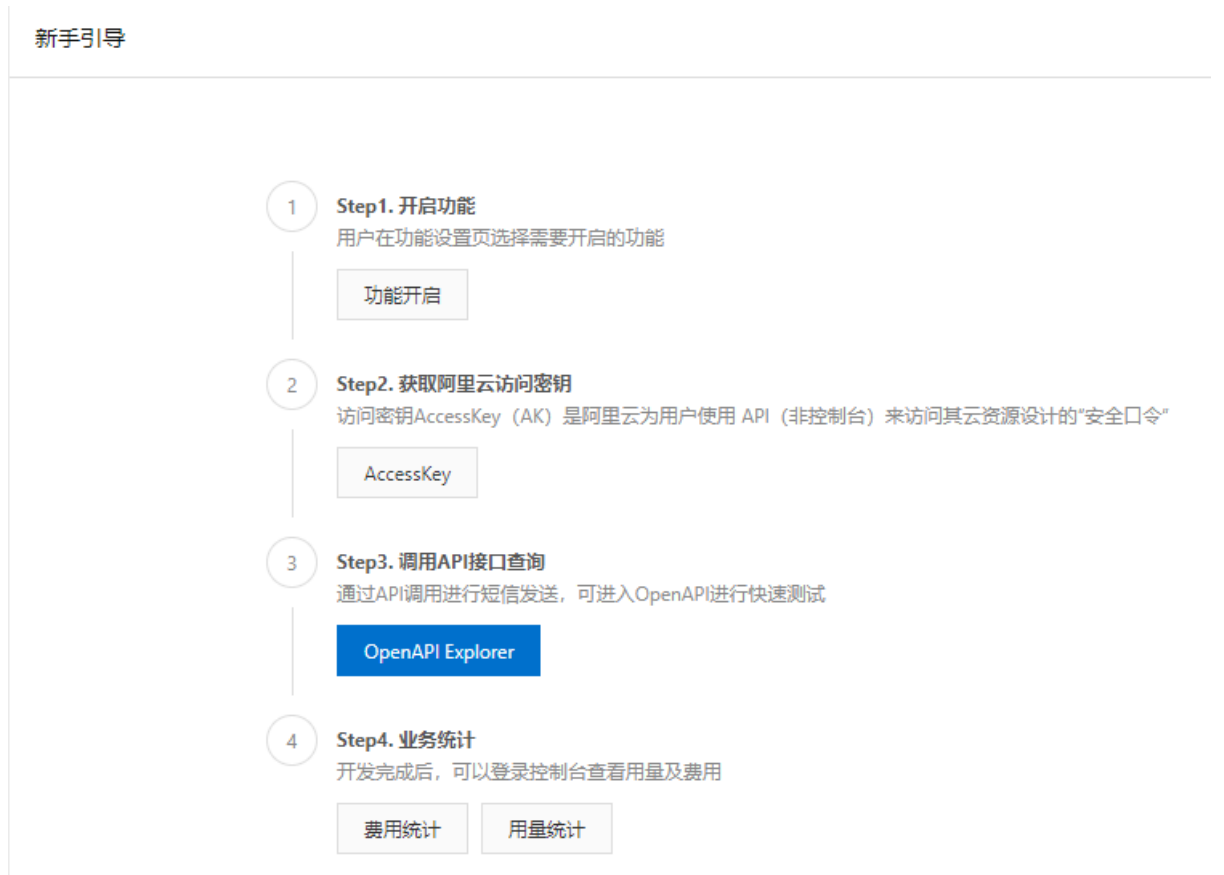 新手引导
1
Step1. 开启功能
用户在功能设置页选择需要开启的功能
功能开启
2
Step2. 获取阿里云访问密钥
访问密钥AccessKey（AK）是阿里云为用户使用 API（非控制台）来访问其云资源设计的“安全口令”
AccessKey
3
Step3. 调用API接口查询
通过API调用进行短信发送，可进入OpenAPI进行快速测试
OpenAPI Explorer
4
Step4. 业务统计
开发完成后，可以登录控制台查看用量及费用
费用统计 用量统计